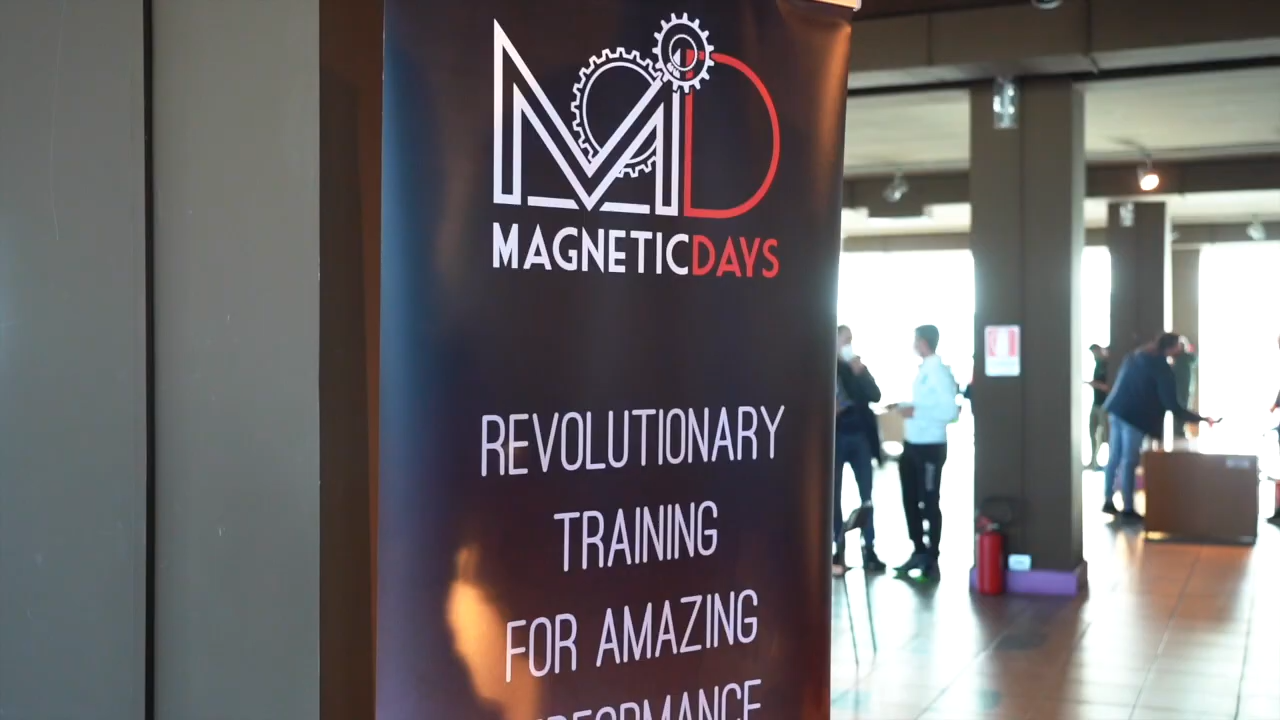 MD
MAGNETICDAYS
REVOLUTIONARY
TRAINING
FOR AMAZING